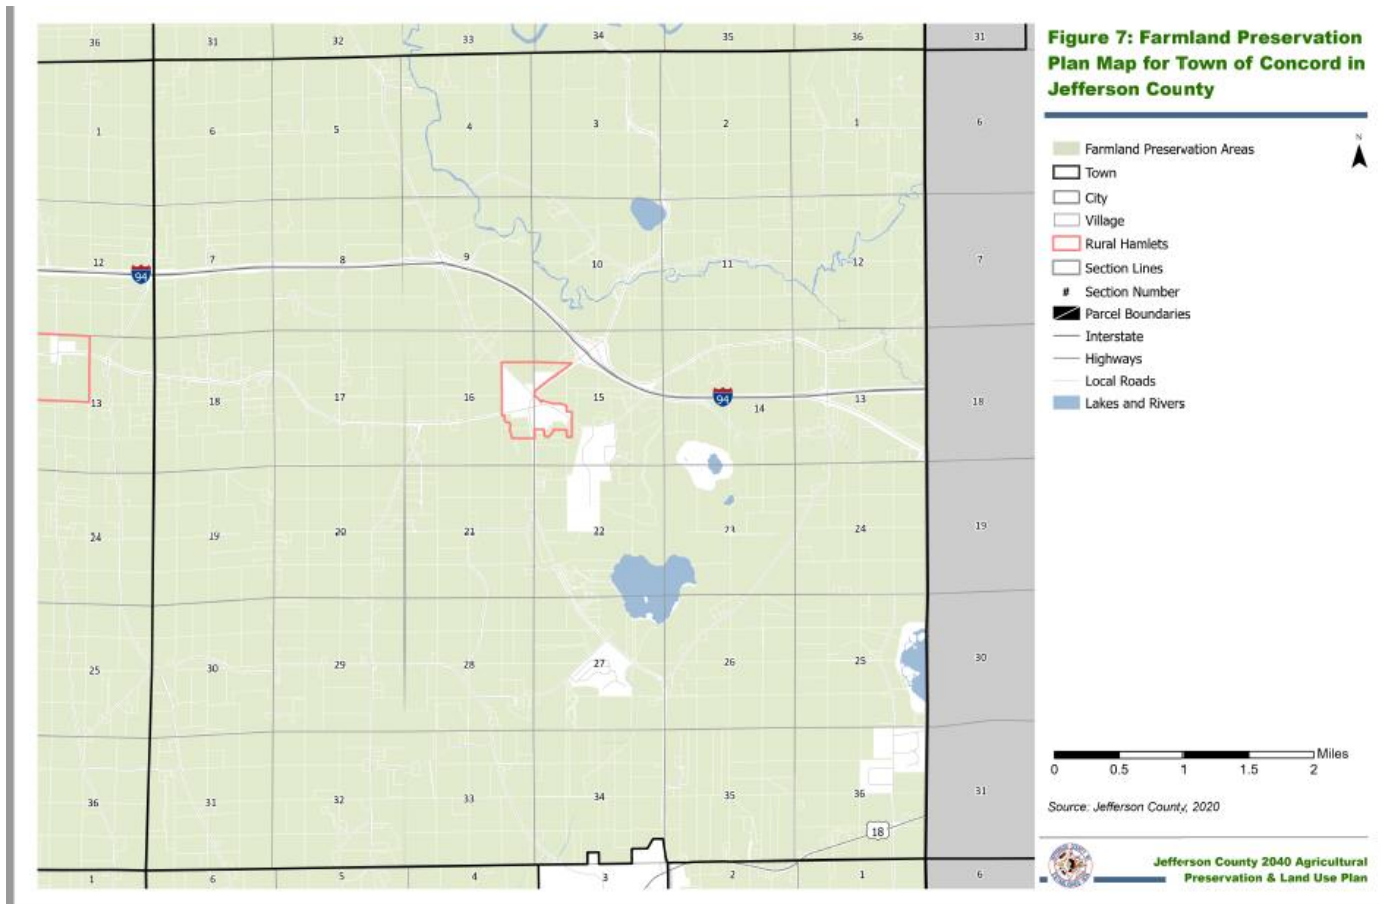 36 31 32 33 34 35 36 31
Figure 7: Farmland Preservation
Plan Map for Town of Concord in
Jefferson County
1 6 5 4 3 2 1 6
N
Farmland Preservation Areas
Town
City
Village
Rural Hamlets
Section Lines
# Section Number
Parcel Boundaries
Interstate
Highways
Local Roads
Lakes and Rivers
12 94 7 8 9 10 11 12 7
13 18 17 16 15 94 14 13 18
24 19 20 21 22 23 24 19
25 30 29 28 27 26 25 30
36 31 32 33 34 35 36 31
18
Miles
0 0.5 1 1.5 2
Source: Jefferson County, 2020
1 6 5 4 3 2 1 6
Jefferson County 2040 Agricultural
Preservation & Land Use Plan